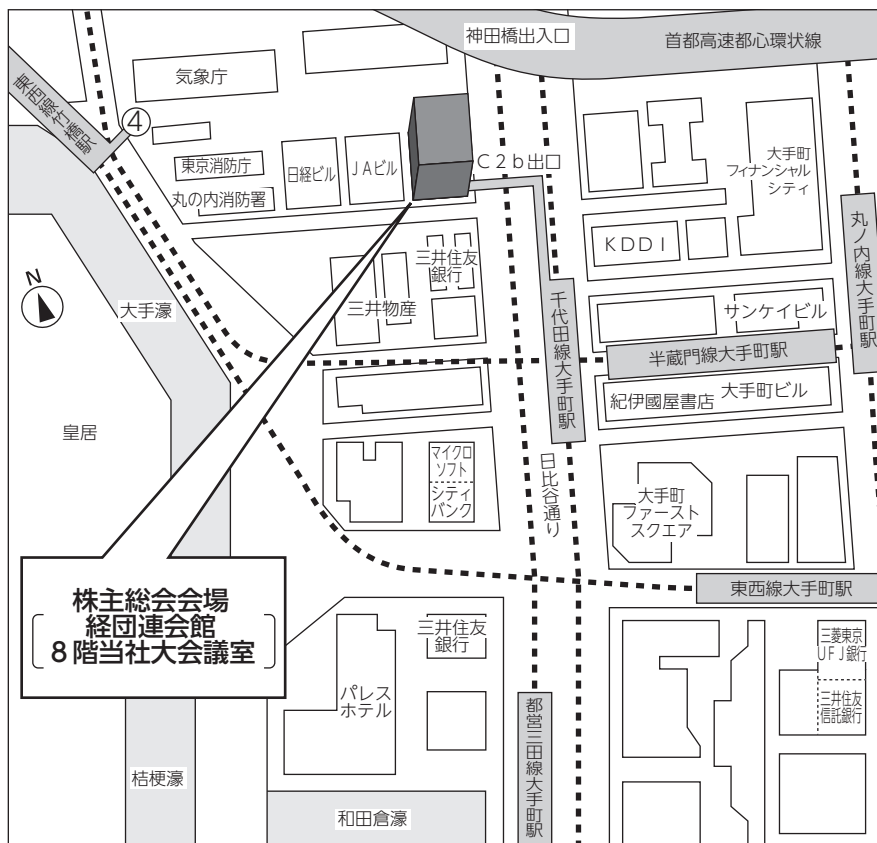 神田橋出入口
首都高速都心環状線
気象庁
東西線竹橋駅
④
東京消防庁
丸の内消防署
日経ビル
JAビル
C2b出口
大手町
フィナンシャル
シティ
KDDI
丸ノ内線大手町駅
N
大手濠
三井住友
銀行
三井物産
千代田線大手町駅
サンケイビル
半蔵門線大手町駅
紀伊國屋書店
大手町ビル
皇居
マイクロ
ソフト
シティ
バンク
日比谷通り
大手町
ファースト
スクエア
株主総会会場
経団連会館
8階当社大会議室
東西線大手町駅
三井住友
銀行
パレス
ホテル
三菱東京
UFJ銀行
三井住友
信託銀行
都営三田線大手町駅
桔梗濠
和田倉濠